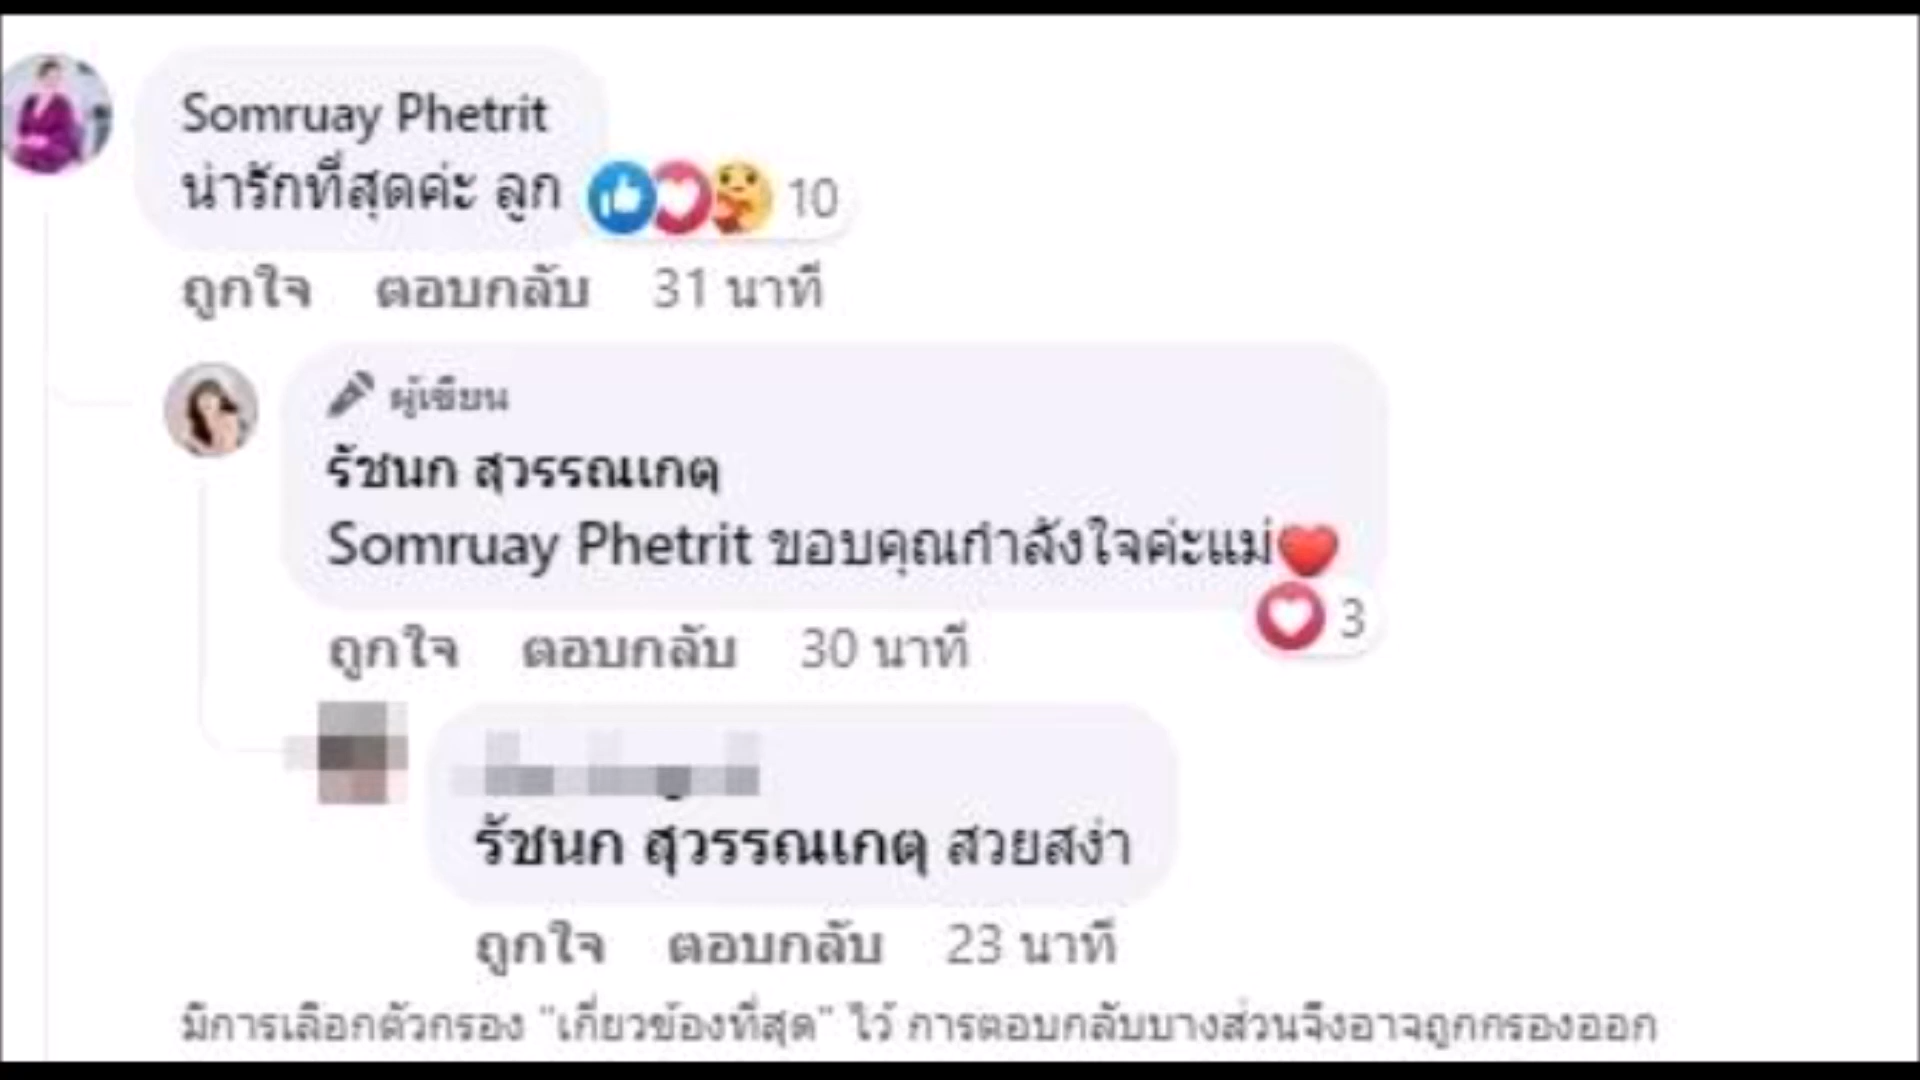 Somruay Phetrit
น่ารักที่สุดค่ะ ลูก 10
ถูกใจ ตอบกลับ 31 นาที
ผู้เขียน
รัชนก สุวรรณเกตุ
Somruay Phetrit ขอบคุณกำลังใจค่ะแม่❤️
3
ถูกใจ ตอบกลับ 30 นาที
รัชนก สุวรรณเกตุ สวยสง่า
ถูกใจ ตอบกลับ 23 นาที
มีการเลือกตัวกรอง "เกี่ยวข้องที่สุด" ไว้ การตอบกลับบางส่วนจึงอาจถูกกรองออก